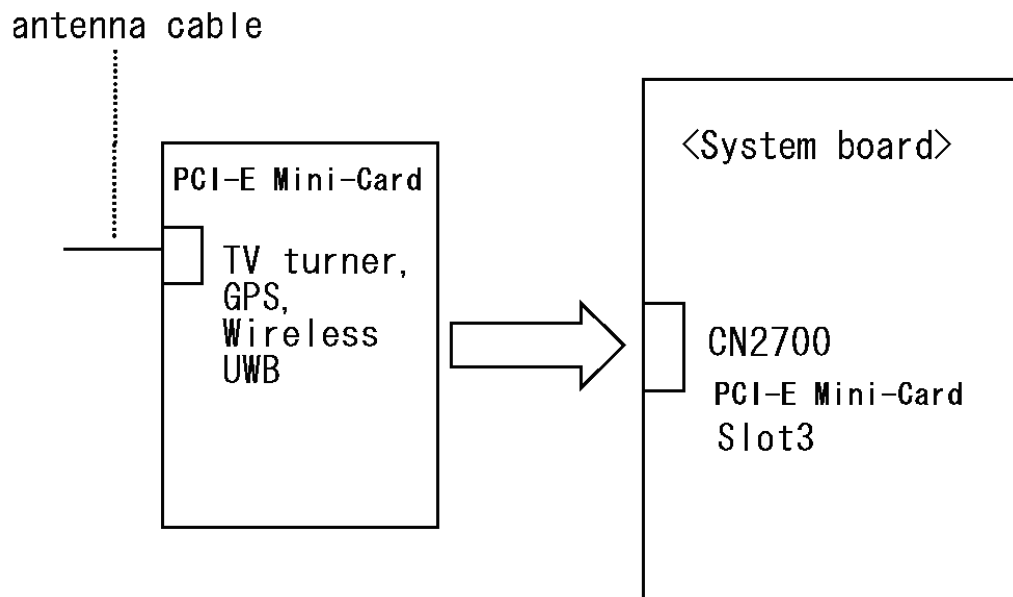 antenna cable
PCI-E Mini-Card
TV turner,
GPS,
Wireless
UWB
<System board>
CN2700
PCI-E Mini-Card
Slot3